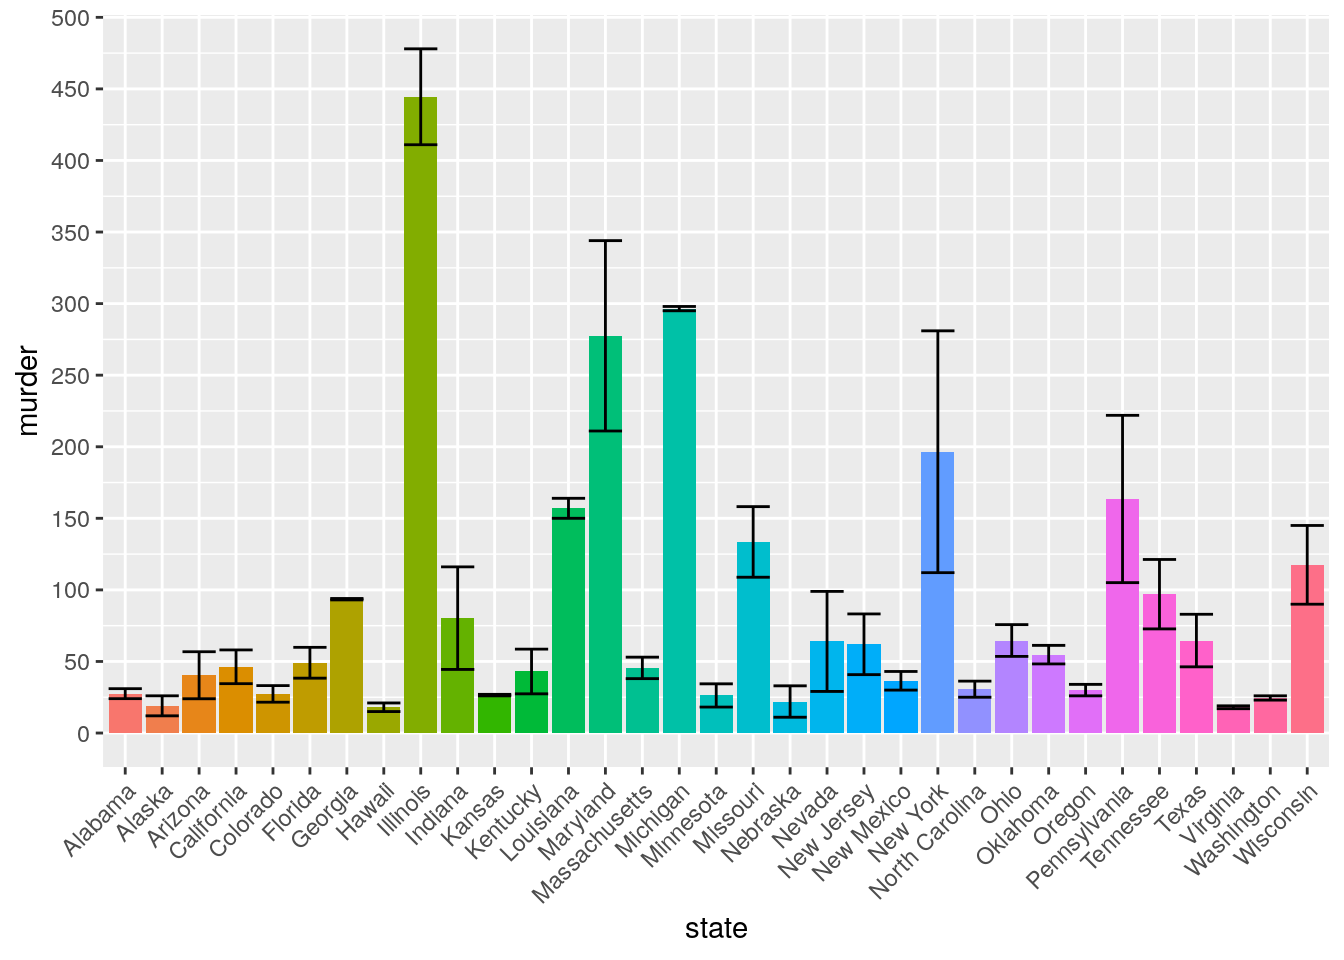 500
450
400
350
300
250
200
150
100
50
0
murder
Alabama
Alaska
Arizona
California
Colorado
Florida
Georgia
Hawaii
Illinois
Indiana
Kansas
Kentucky
Louisiana
Maryland
Massachusetts
Michigan
Minnesota
Missouri
Nebraska
Nevada
New Jersey
New Mexico
New York
North Carolina
Ohio
Oklahoma
Oregon
Pennsylvania
Tennessee
Texas
Virginia
Washington
Wisconsin
state